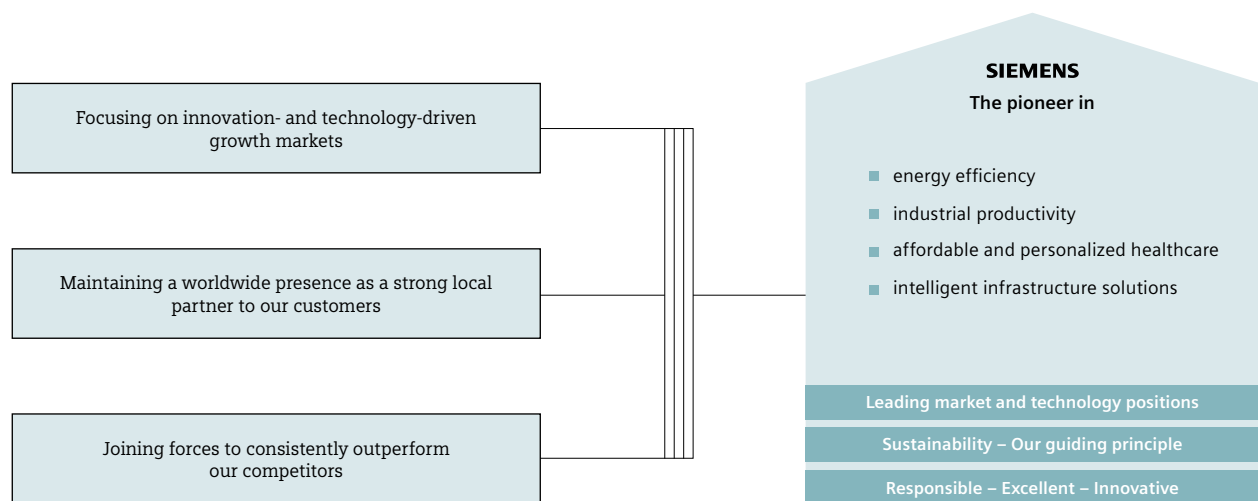 Focusing on innovation- and technology-driven
growth markets
Maintaining a worldwide presence as a strong local
partner to our customers
Joining forces to consistently outperform
our competitors
SIEMENS
The pioneer in
energy efficiency
industrial productivity
affordable and personalized healthcare
intelligent infrastructure solutions
Leading market and technology positions
Sustainability – Our guiding principle
Responsible – Excellent – Innovative